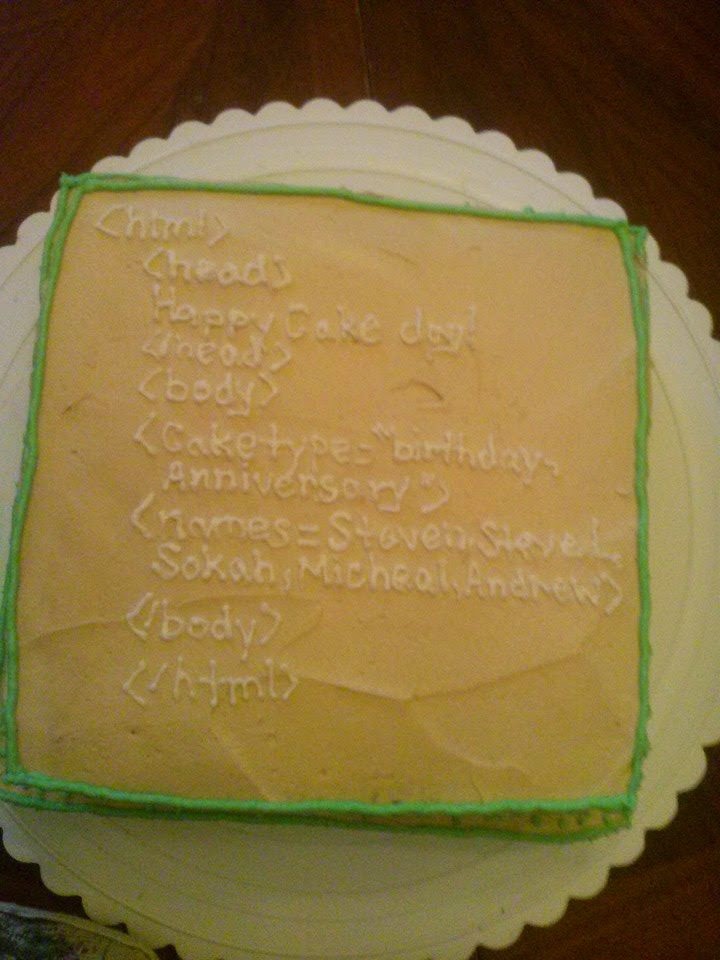 <html>
<head>
Happy Cake day!
</head>
<body>
<Caketype="birthday,
Anniversary">
<names=Steven, Steve L,
Sokah, Micheal, Andrew>
</body>
</html>